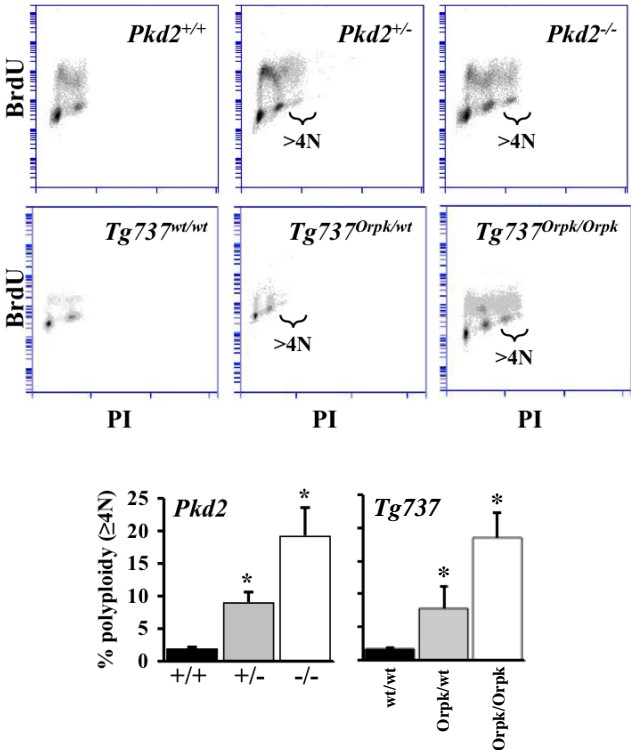 BrdU
Pkd2+/+
Pkd2+/-
>4N
Pkd2-/-
>4N
BrdU
Tg737wt/wt
Tg737Orpk/wt
>4N
Tg737Orpk/Orpk
>4N
PI
PI
PI
% polyploidy (≥4N)
25
20
15
10
5
0
Pkd2
*
*
+/+
+/-
-/-
Tg737
*
*
wt/wt
Orpk/wt
Orpk/Orpk